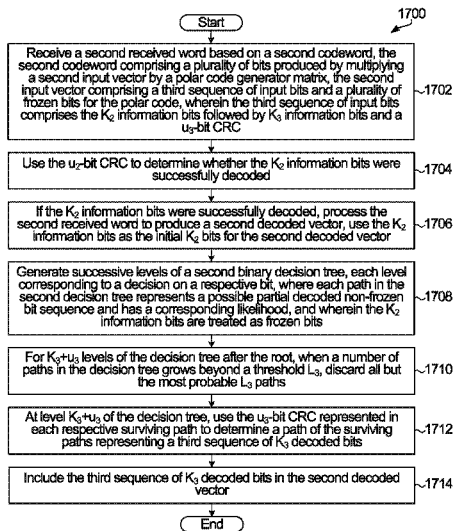 Start
1700
Receive a second received word based on a second codeword, the
second codeword comprising a plurality of bits produced by multiplying
a second input vector by a polar code generator matrix, the second
input vector comprising a third sequence of input bits and a plurality of
frozen bits for the polar code, wherein the third sequence of input bits
comprises the K₂ information bits followed by K₃ information bits and a
u₃-bit CRC
1702
Use the u₂-bit CRC to determine whether the K₂ information bits were
successfully decoded
1704
If the K₂ information bits were successfully decoded, process the
second received word to produce a second decoded vector, use the K₂
information bits as the initial K₂ bits for the second decoded vector
1706
Generate successive levels of a second binary decision tree, each level
corresponding to a decision on a respective bit, where each path in
the second decision tree represents a possible partial decoded non-frozen
bit sequence and has a corresponding likelihood, and wherein the K₂
information bits are treated as frozen bits
1708
For K₃+u₃ levels of the decision tree after the root, when a number of
paths in the decision tree grows beyond a threshold L₃, discard all but
the most probable L₃ paths
1710
At level K₃+u₃ of the decision tree, use the u₃-bit CRC represented in
each respective surviving path to determine a path of the surviving
paths representing a third sequence of K₃ decoded bits
1712
Include the third sequence of K₃ decoded bits in the second decoded
vector
1714
End